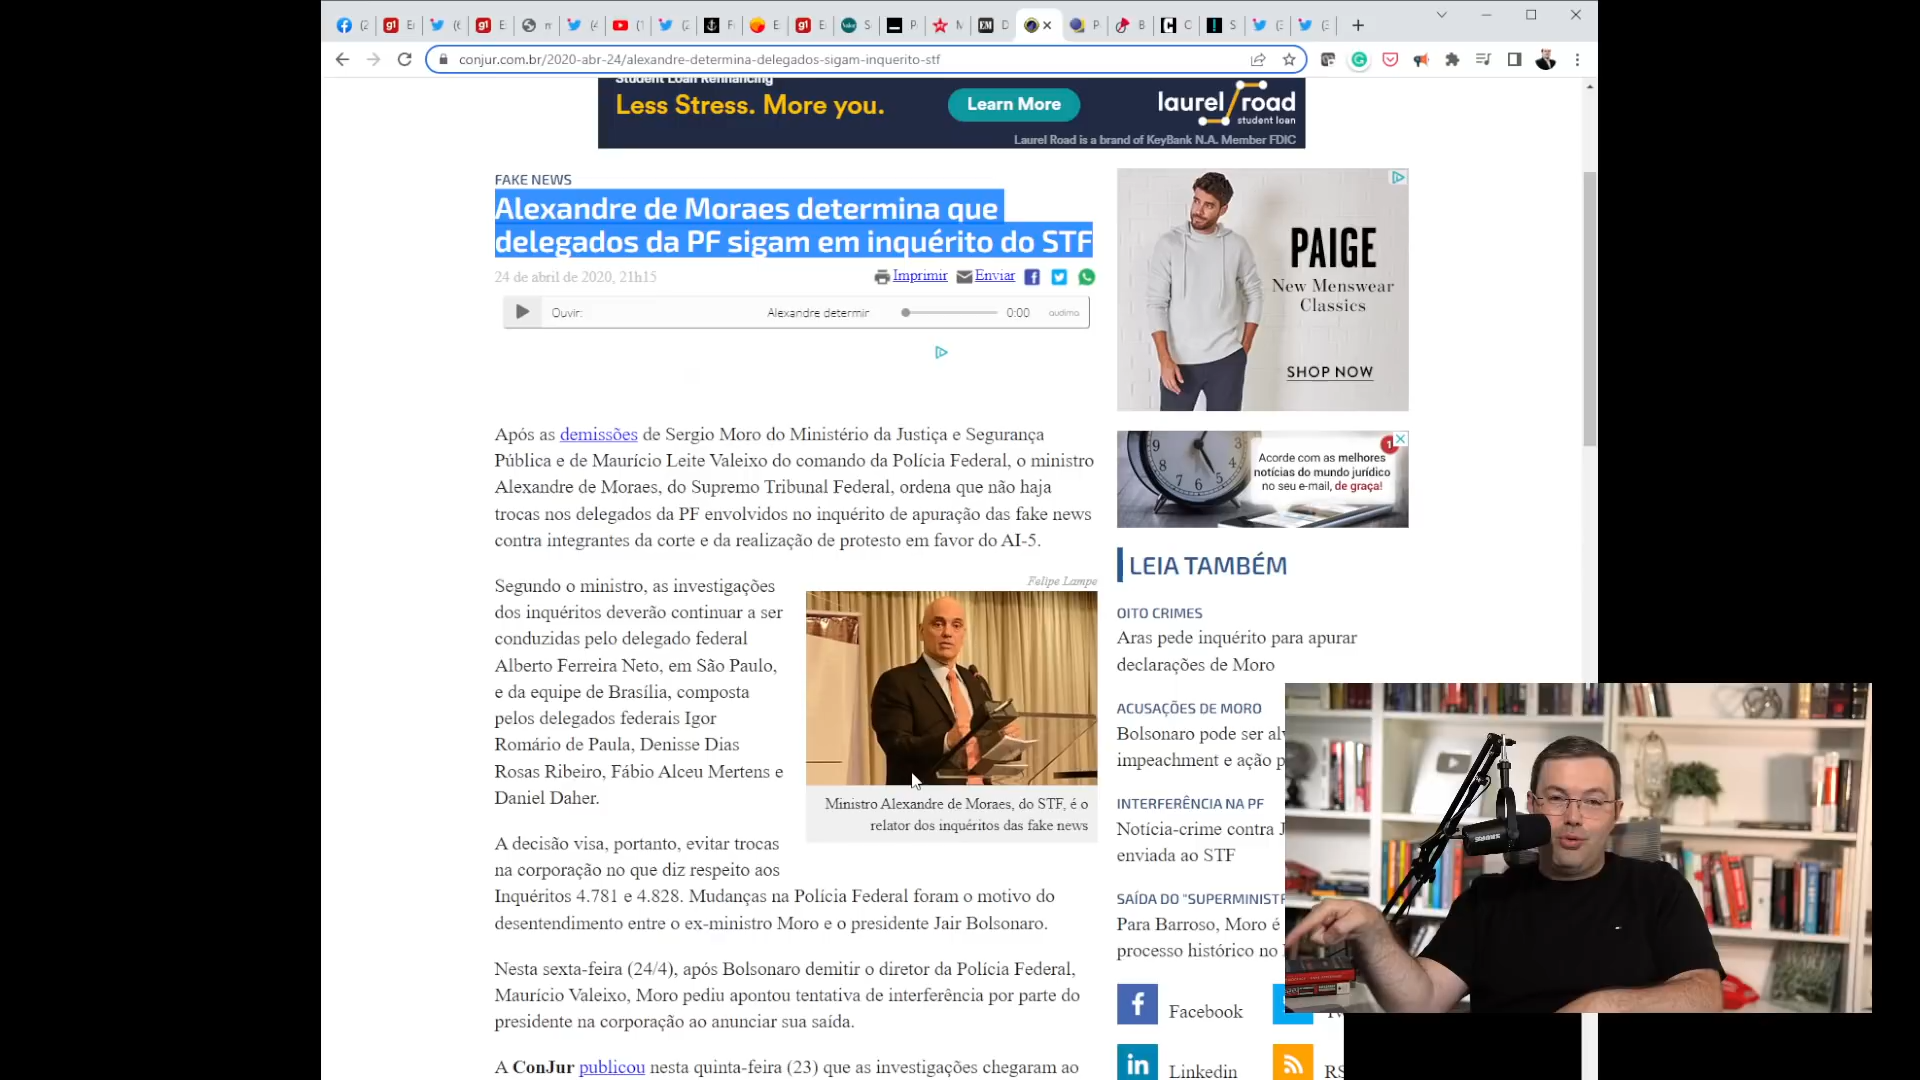 conjur.com.br/2020-abr-24/alexandre-determina-delegados-sigam-inquerito-stf
Student Loan Refinancing
Less Stress. More you.
Learn More
laurel road
student loan
Laurel Road is a brand of KeyBank N.A. Member FDIC
FAKE NEWS
Alexandre de Moraes determina que
delegados da PF sigam em inquérito do STF
24 de abril de 2020, 21h15
Imprimir
Enviar
Ouvir:
Alexandre determir
0:00
audima
Após as demissões de Sergio Moro do Ministério da Justiça e Segurança
Pública e de Maurício Leite Valeixo do comando da Polícia Federal, o ministro
Alexandre de Moraes, do Supremo Tribunal Federal, ordena que não haja
trocas nos delegados da PF envolvidos no inquérito de apuração das fake news
contra integrantes da corte e da realização de protesto em favor do AI-5.
Segundo o ministro, as investigações
dos inquéritos deverão continuar a ser
conduzidas pelo delegado federal
Alberto Ferreira Neto, em São Paulo,
e da equipe de Brasília, composta
pelos delegados federais Igor
Romário de Paula, Denisse Dias
Rosas Ribeiro, Fábio Alceu Mertens e
Daniel Daher.
Felipe Lampe
Ministro Alexandre de Moraes, do STF, é o
relator dos inquéritos das fake news
A decisão visa, portanto, evitar trocas
na corporação no que diz respeito aos
Inquéritos 4.781 e 4.828. Mudanças na Polícia Federal foram o motivo do
desentendimento entre o ex-ministro Moro e o presidente Jair Bolsonaro.
Nesta sexta-feira (24/4), após Bolsonaro demitir o diretor da Polícia Federal,
Maurício Valeixo, Moro pediu apontou tentativa de interferência por parte do
presidente na corporação ao anunciar sua saída.
A ConJur publicou nesta quinta-feira (23) que as investigações chegaram ao
PAIGE
New Menswear
Classics
SHOP NOW
Acorde com as melhores
notícias do mundo jurídico
no seu e-mail, de graça!
1
LEIA TAMBÉM
OITO CRIMES
Aras pede inquérito para apurar
declarações de Moro
ACUSAÇÕES DE MORO
Bolsonaro pode ser al
impeachment e ação p
INTERFERÊNCIA NA PF
Notícia-crime contra J
enviada ao STF
SAÍDA DO "SUPERMINISTR
Para Barroso, Moro é
processo histórico no
Facebook
Linkedin
RS